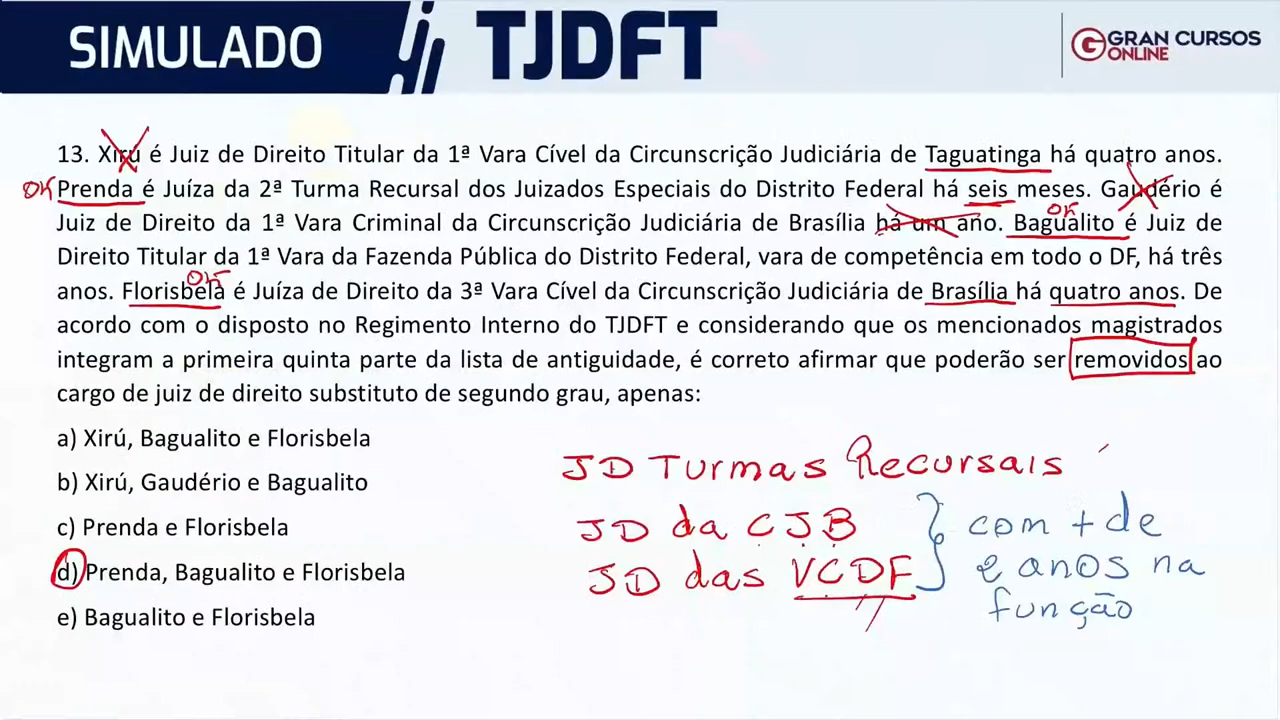 SIMULADO
TJDFT
GRAN CURSOS
ONLINE
13. Xirú é Juiz de Direito Titular da 1ª Vara Cível da Circunscrição Judiciária de Taguatinga há quatro anos.
OK Prenda é Juíza da 2ª Turma Recursal dos Juizados Especiais do Distrito Federal há seis meses. Gaudério é
Juiz de Direito da 1ª Vara Criminal da Circunscrição Judiciária de Brasília há um ano. Bagualito é Juiz de
OK
Direito Titular da 1ª Vara da Fazenda Pública do Distrito Federal, vara de competência em todo o DF, há três
OK
anos. Florisbela é Juíza de Direito da 3ª Vara Cível da Circunscrição Judiciária de Brasília há quatro anos. De
acordo com o disposto no Regimento Interno do TJDFT e considerando que os mencionados magistrados
integram a primeira quinta parte da lista de antiguidade, é correto afirmar que poderão ser removidos ao
cargo de juiz de direito substituto de segundo grau, apenas:
a) Xirú, Bagualito e Florisbela
b) Xirú, Gaudério e Bagualito
c) Prenda e Florisbela
d) Prenda, Bagualito e Florisbela
e) Bagualito e Florisbela
JD Turmas Recursais
JD da CJB
JD das VCDF
com + de
2 anos na
função